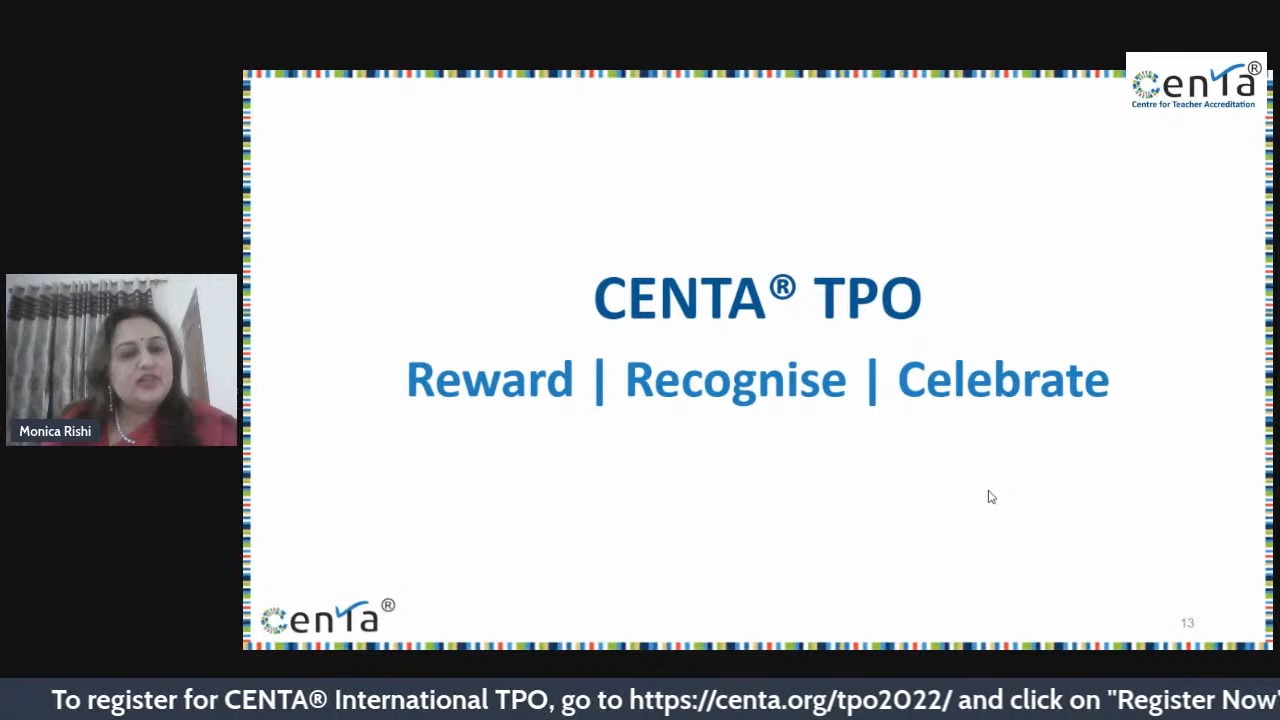 CENTA®
Centre for Teacher Accreditation
CENTA® TPO
Reward | Recognise | Celebrate
Monica Rishi
CENTA®
13
To register for CENTA® International TPO, go to https://centa.org/tpo2022/ and click on "Register Now"